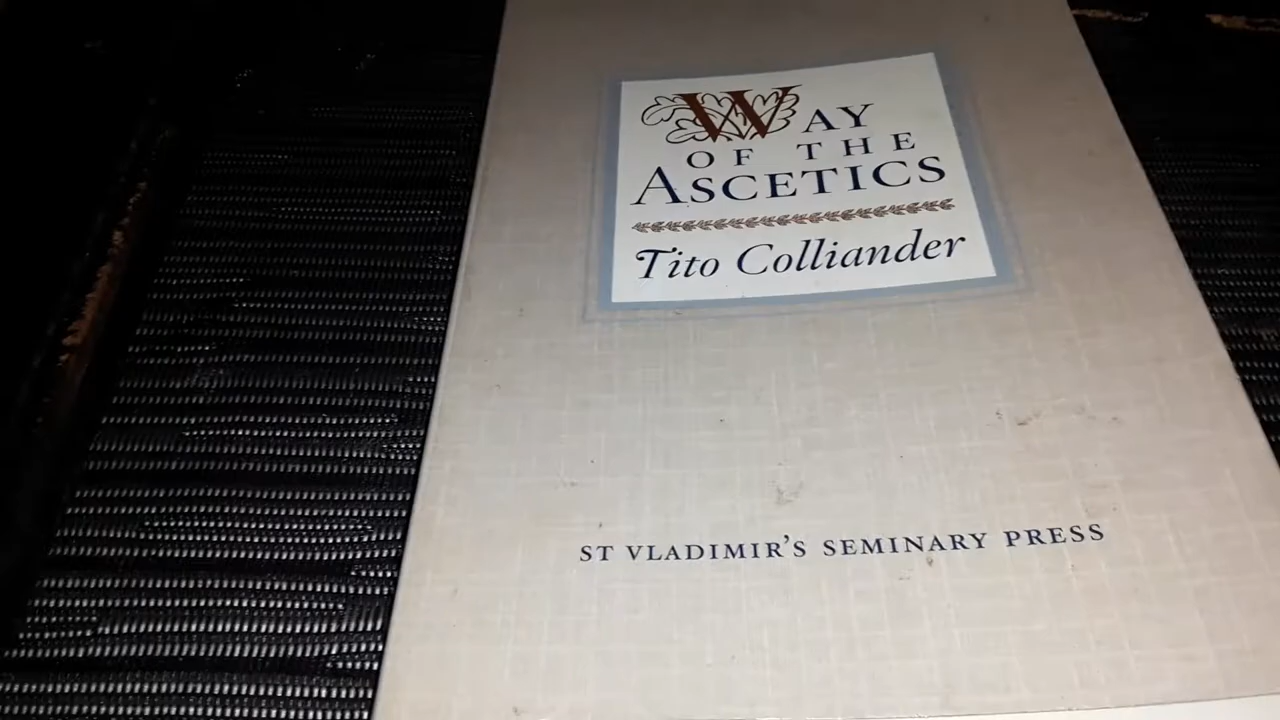 WAY
OF THE
ASCETICS
Tito Colliander
ST VLADIMIR'S SEMINARY PRESS